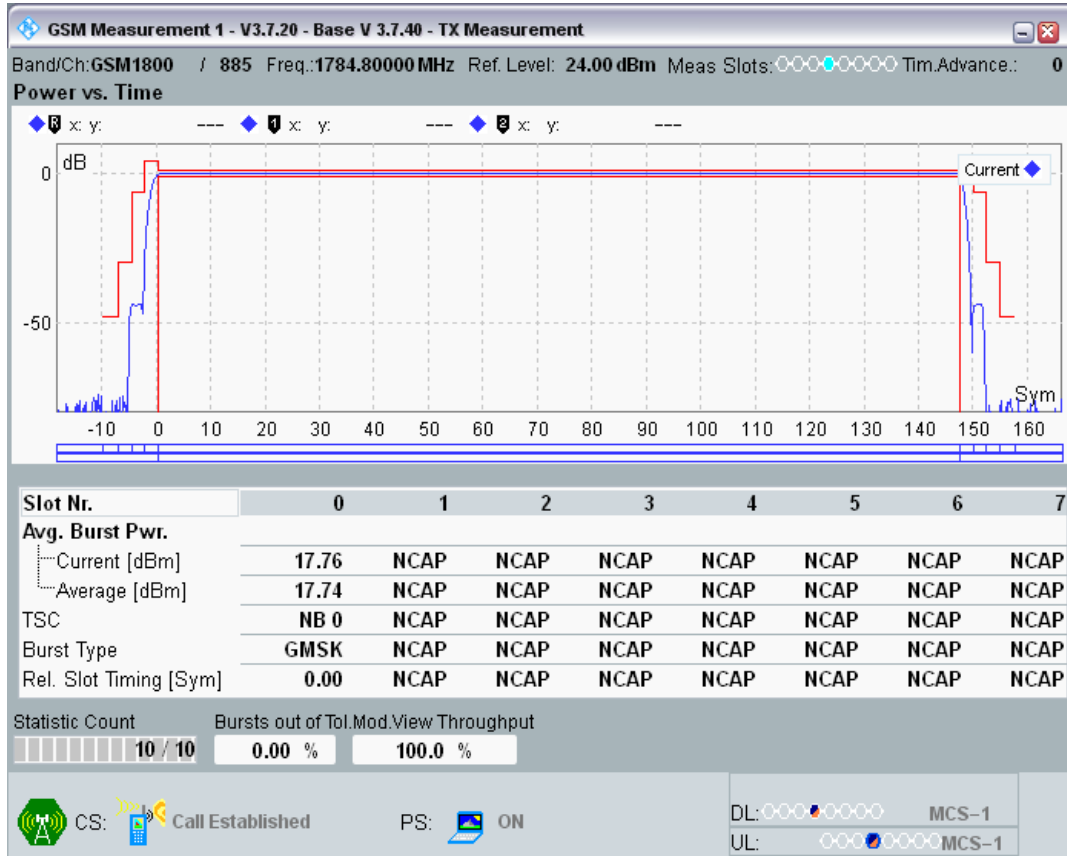 GSM Measurement 1 - V3.7.20 - Base V 3.7.40 - TX Measurement
Band/Ch:GSM1800 / 885 Freq.:1784.80000 MHz Ref. Level: 24.00 dBm Meas Slots: Tim.Advance.: 0
Power vs. Time
R x: y: --- 1 x: y: --- 2 x: y: ---
dB
Current
0
-50
Sym
-10 0 10 20 30 40 50 60 70 80 90 100 110 120 130 140 150 160
Slot Nr. 0 1 2 3 4 5 6 7
Avg. Burst Pwr.
Current [dBm] 17.76 NCAP NCAP NCAP NCAP NCAP NCAP NCAP
Average [dBm] 17.74 NCAP NCAP NCAP NCAP NCAP NCAP NCAP
TSC NB 0 NCAP NCAP NCAP NCAP NCAP NCAP NCAP
Burst Type GMSK NCAP NCAP NCAP NCAP NCAP NCAP NCAP
Rel. Slot Timing [Sym] 0.00 NCAP NCAP NCAP NCAP NCAP NCAP NCAP
Statistic Count Bursts out of Tol. Mod.View Throughput
10 / 10 0.00 % 100.0 %
CS: Call Established PS: ON DL: MCS-1
UL: MCS-1